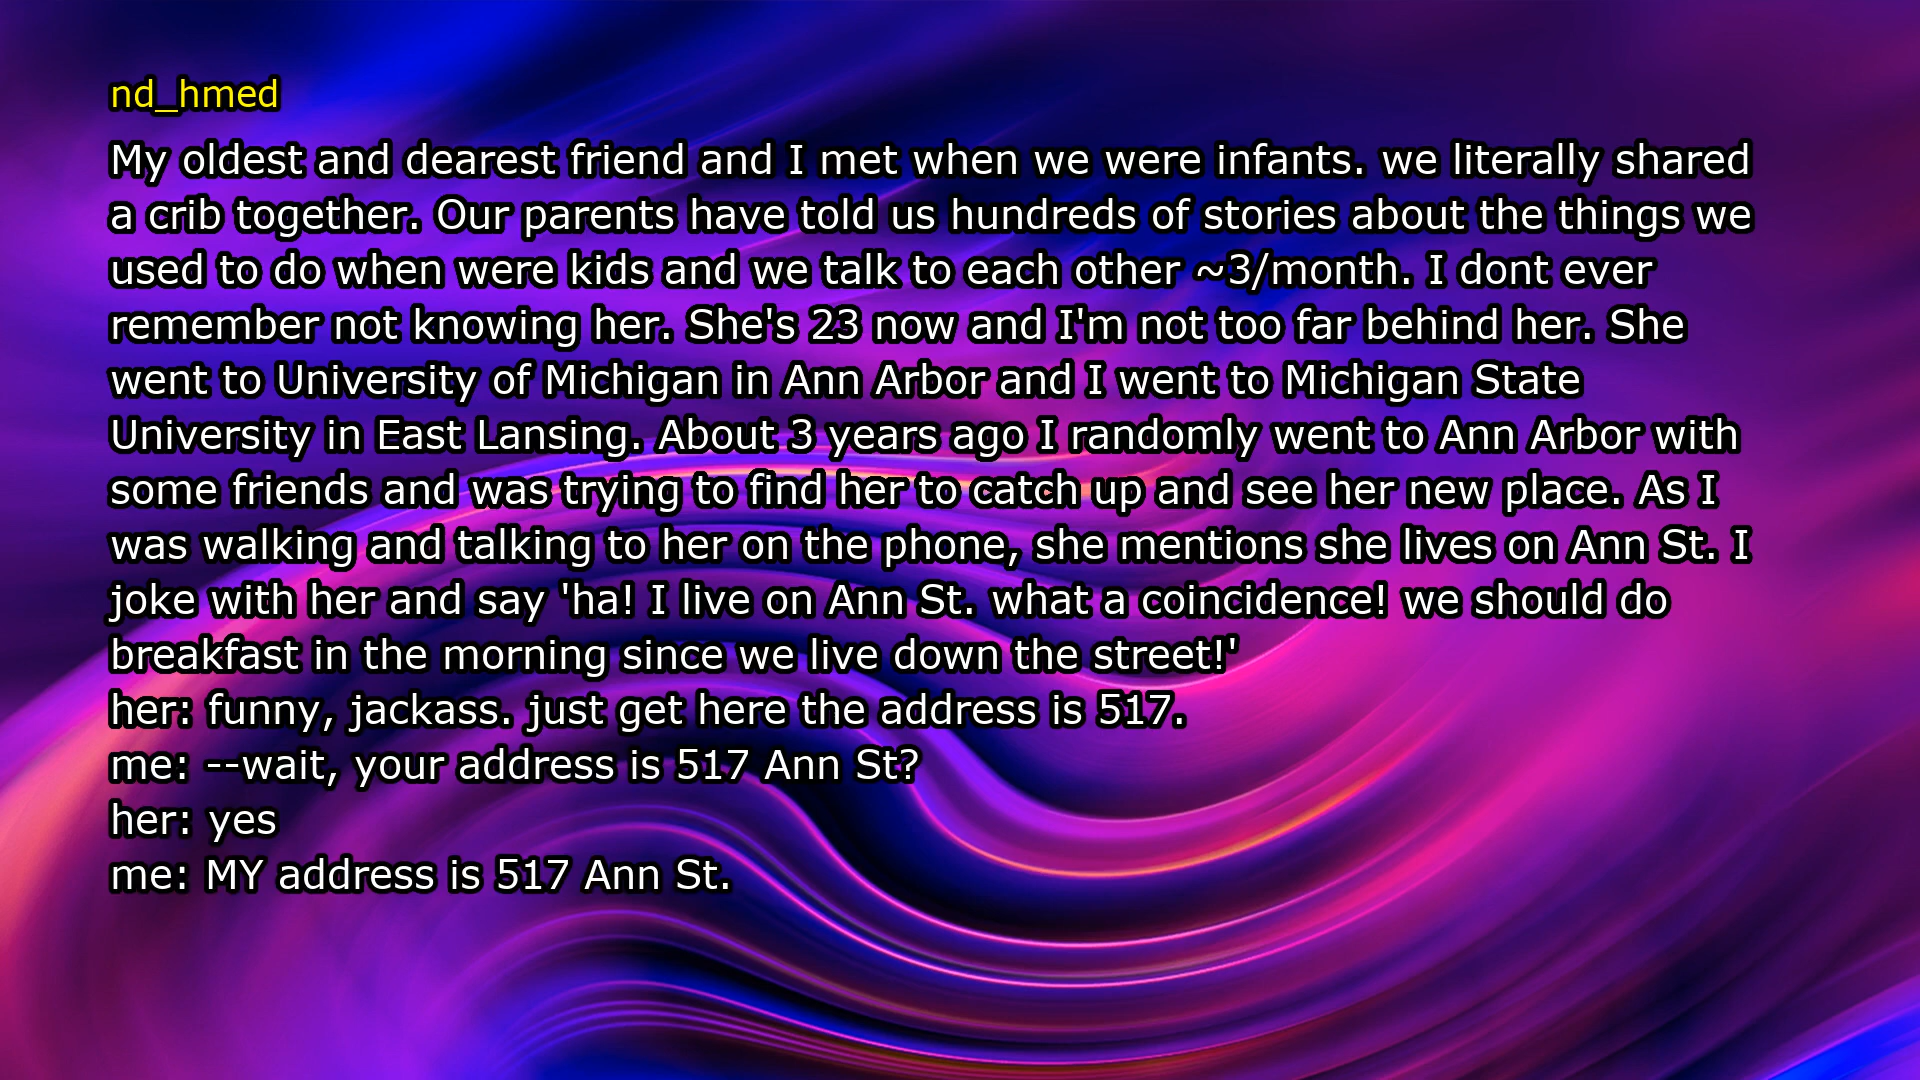 nd_hmed
My oldest and dearest friend and I met when we were infants. we literally shared
a crib together. Our parents have told us hundreds of stories about the things we
used to do when were kids and we talk to each other ~3/month. I dont ever
remember not knowing her. She's 23 now and I'm not too far behind her. She
went to University of Michigan in Ann Arbor and I went to Michigan State
University in East Lansing. About 3 years ago I randomly went to Ann Arbor with
some friends and was trying to find her to catch up and see her new place. As I
was walking and talking to her on the phone, she mentions she lives on Ann St. I
joke with her and say 'ha! I live on Ann St. what a coincidence! we should do
breakfast in the morning since we live down the street!'
her: funny, jackass. just get here the address is 517.
me: --wait, your address is 517 Ann St?
her: yes
me: MY address is 517 Ann St.